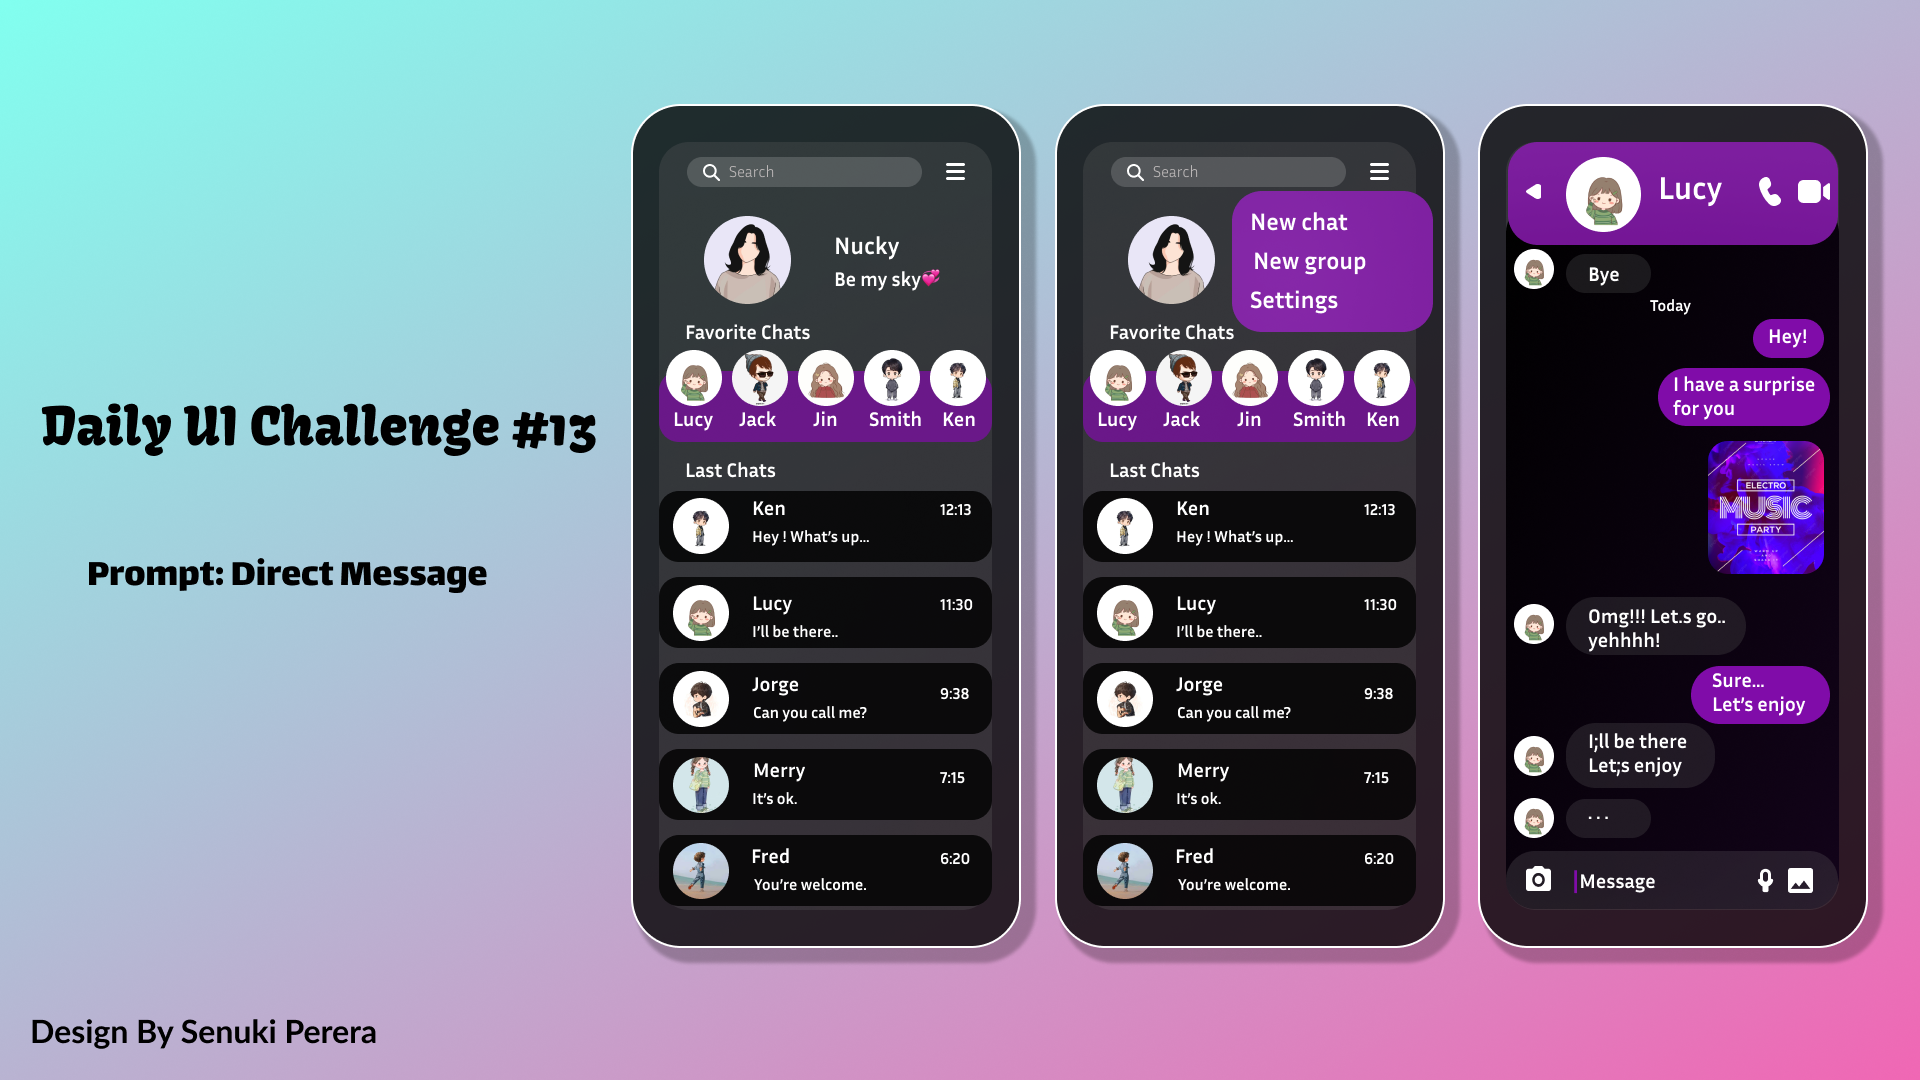 Daily UI Challenge #13
Prompt: Direct Message
Design By Senuki Perera
Search
Nucky
Be my sky💞
Favorite Chats
Lucy Jack Jin Smith Ken
Last Chats
Ken 12:13
Hey ! What's up...
Lucy 11:30
I'll be there..
Jorge 9:38
Can you call me?
Merry 7:15
It's ok.
Fred 6:20
You're welcome.
Search
New chat
New group
Settings
Favorite Chats
Lucy Jack Jin Smith Ken
Last Chats
Ken 12:13
Hey ! What's up...
Lucy 11:30
I'll be there..
Jorge 9:38
Can you call me?
Merry 7:15
It's ok.
Fred 6:20
You're welcome.
Lucy
Bye
Today
Hey!
I have a surprise
for you
ELECTRO
MUSIC
PARTY
Omg!!! Let.s go..
yehhhh!
Sure...
Let's enjoy
I;ll be there
Let;s enjoy
...
Message